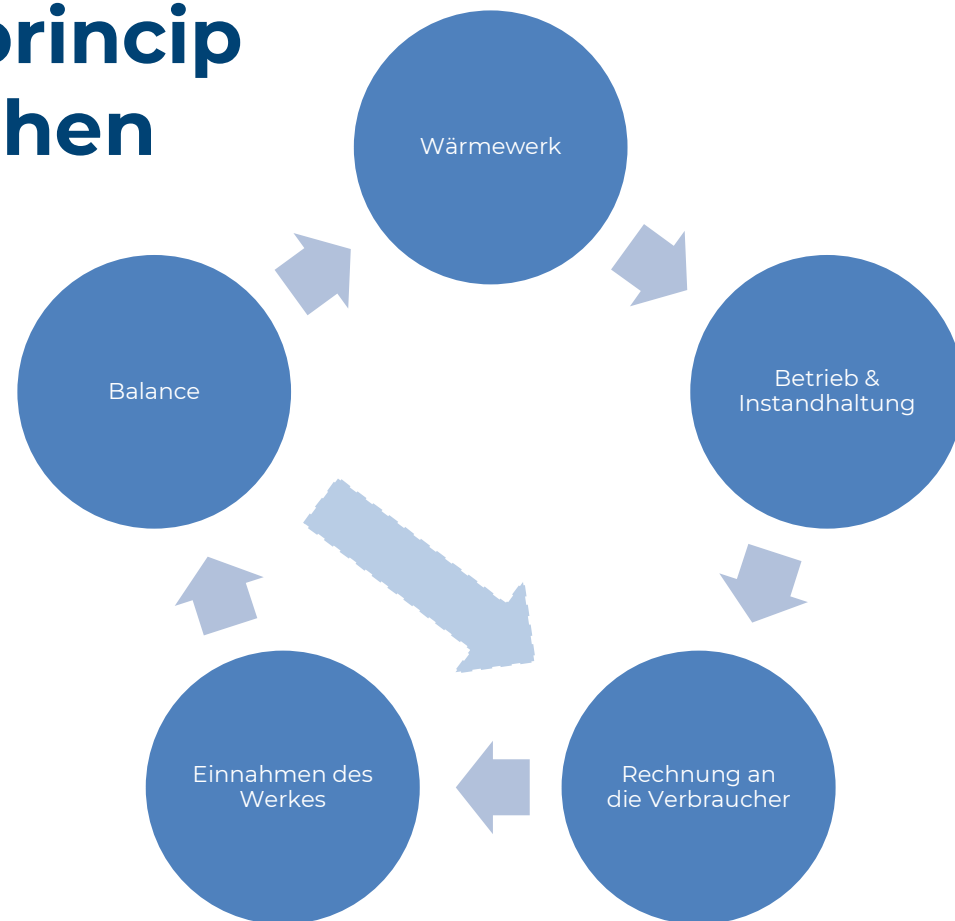 princip
hen
Wärmewerk
Balance
Betrieb &
Instandhaltung
Einnahmen des
Werkes
Rechnung an
die Verbraucher